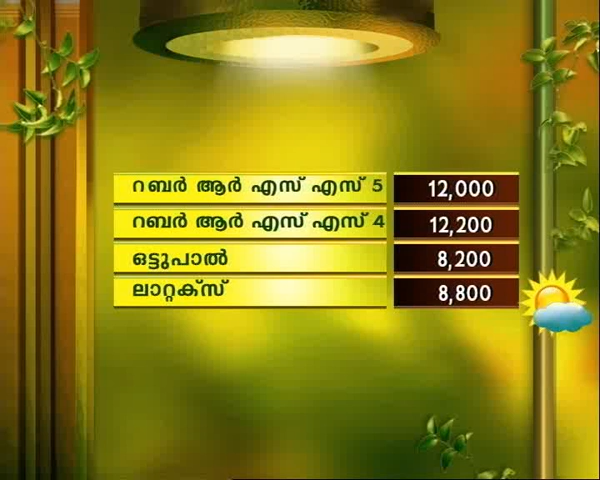 റബർ ആർ എസ് എസ് 5 12,000
റബർ ആർ എസ് എസ് 4 12,200
ഒട്ടുപാൽ 8,200
ലാറ്റക്സ് 8,800